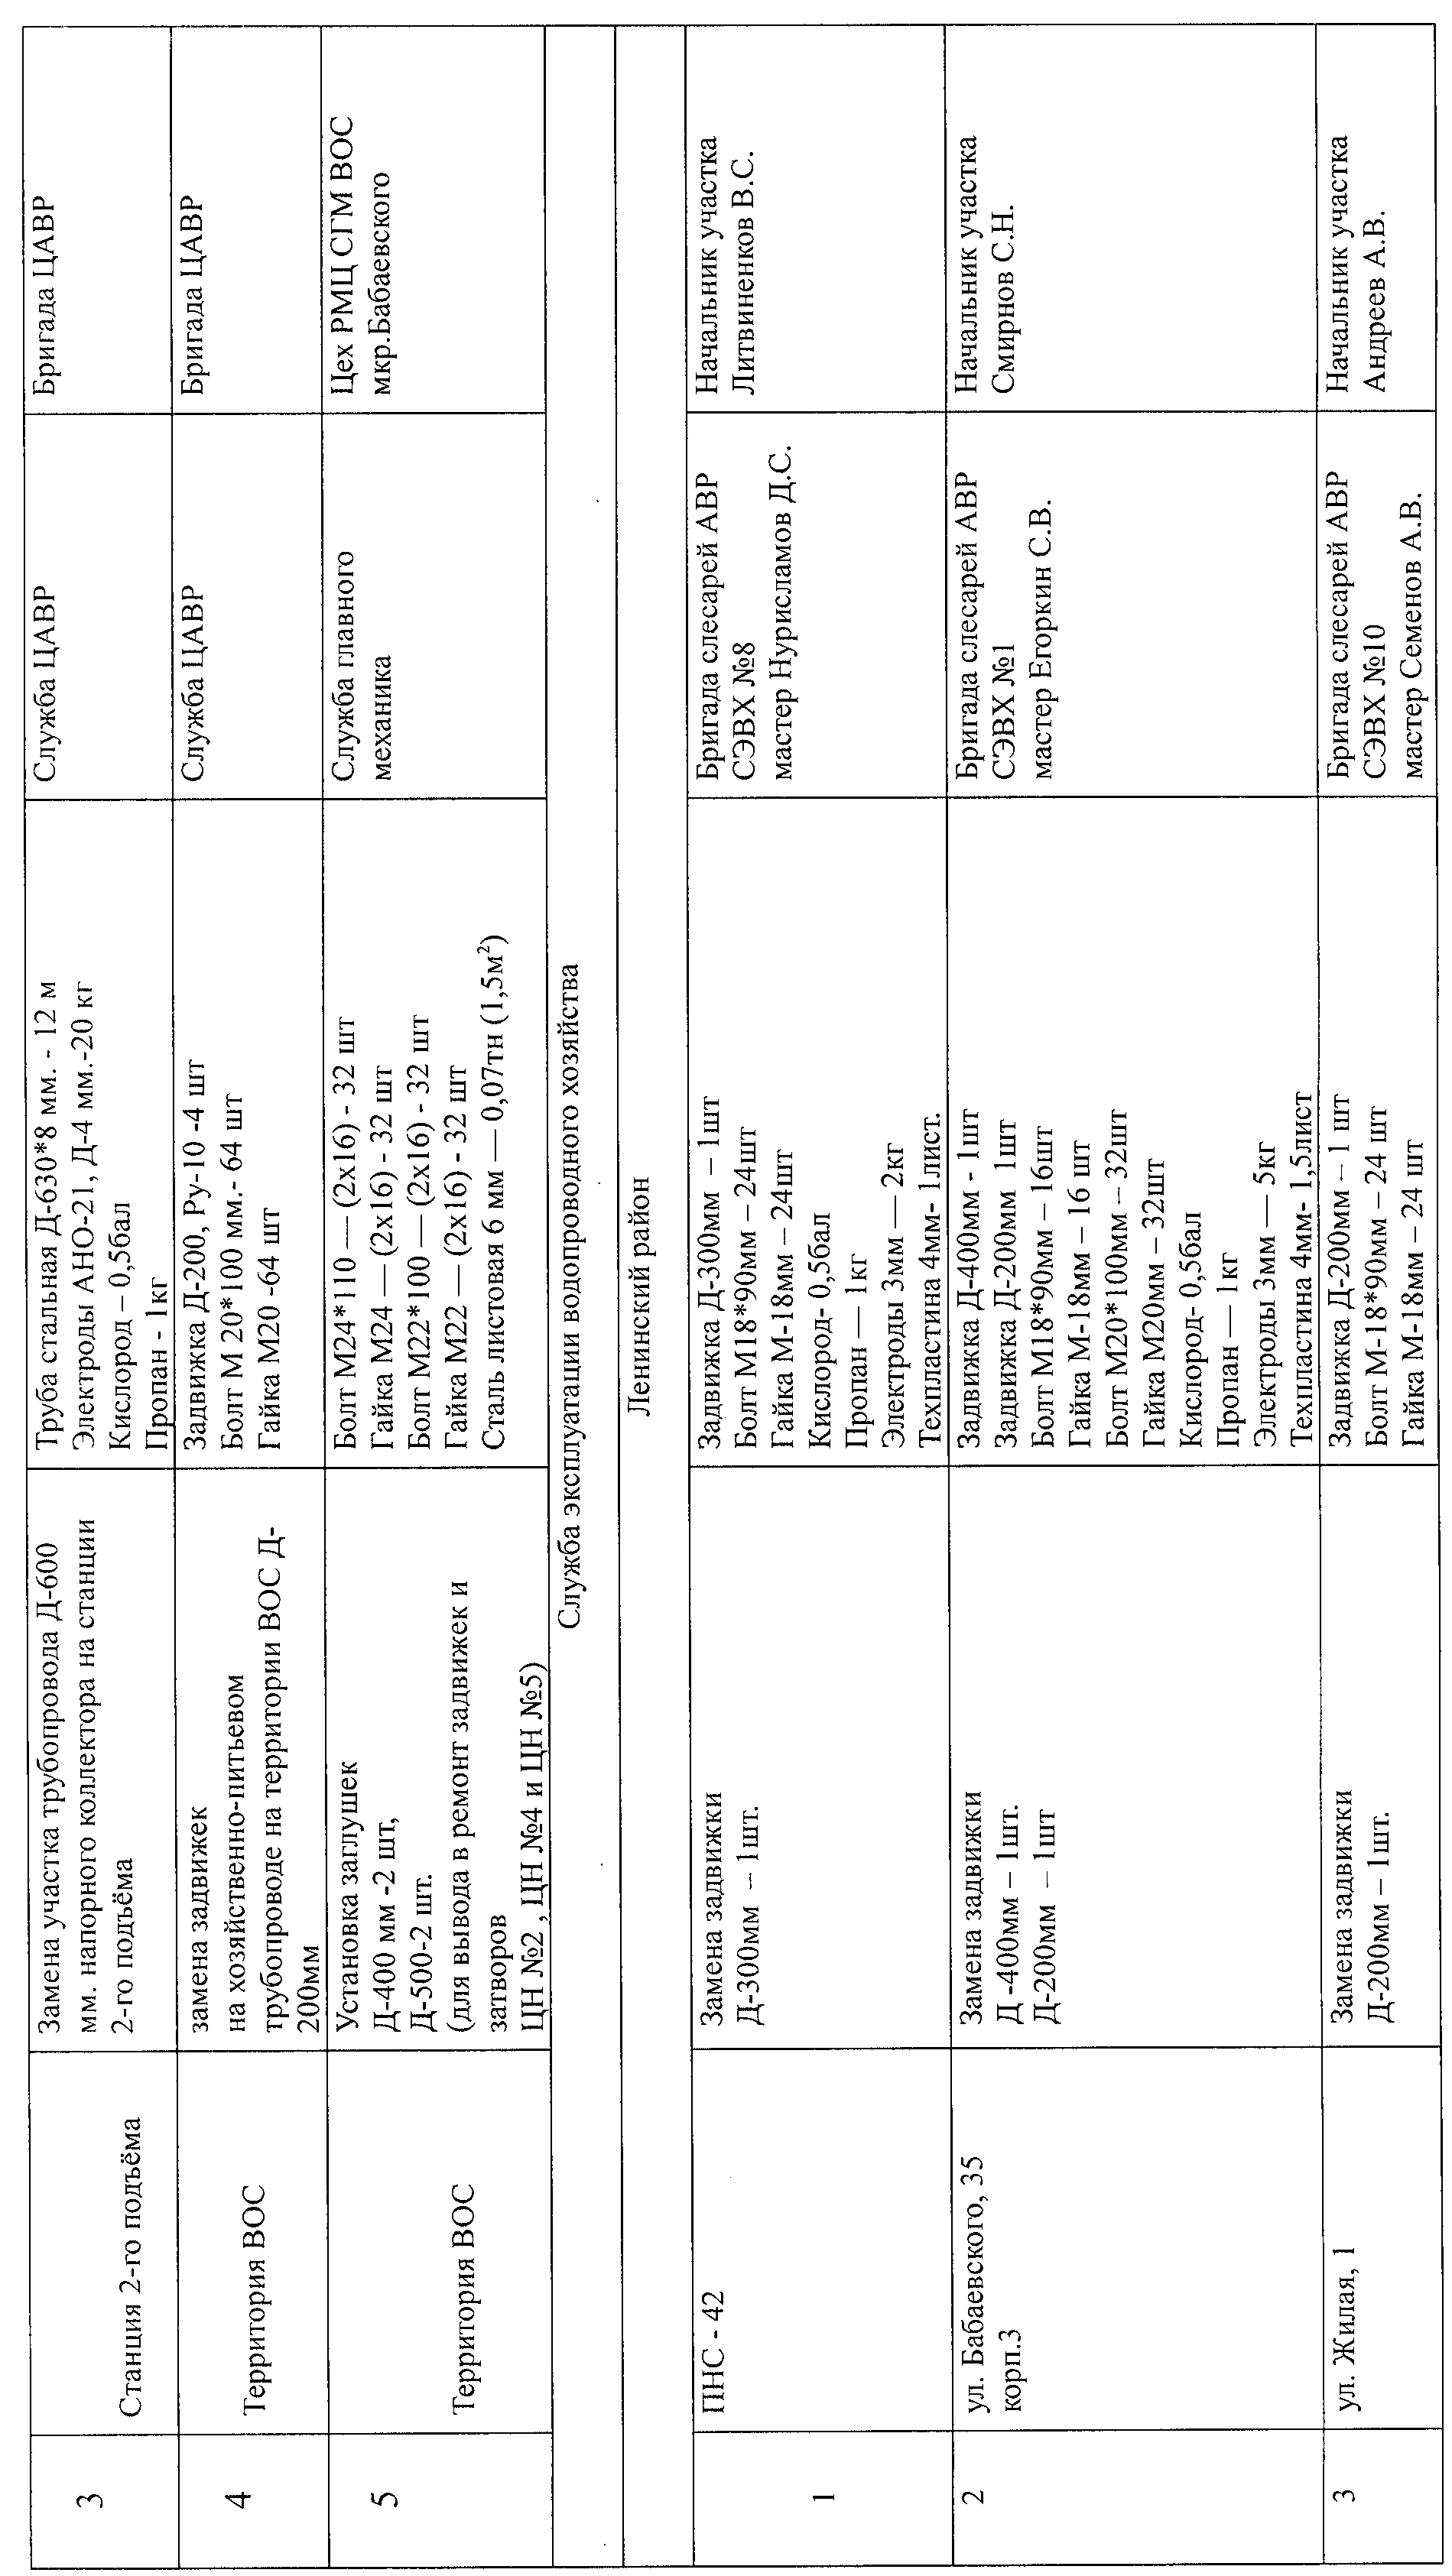 3
Станция 2-го подъёма
Замена участка трубопровода Д-600
мм. напорного коллектора на станции
2-го подъёма
Труба стальная Д-630*8 мм. - 12 м
Электроды АНО-21, Д-4 мм.-20 кг
Кислород – 0,5бал
Пропан - 1кг
Служба ЦАВР
Бригада ЦАВР
4
Территория ВОС
замена задвижек
на хозяйственно-питьевом
трубопроводе на территории ВОС Д-
200мм
Задвижка Д-200, Ру-10 -4 шт
Болт М 20*100 мм.- 64 шт
Гайка М20 -64 шт
Служба ЦАВР
Бригада ЦАВР
5
Территория ВОС
Установка заглушек
Д-400 мм -2 шт,
Д-500-2 шт.
(для вывода в ремонт задвижек и
затворов
ЦН №2 , ЦН №4 и ЦН №5)
Болт М24*110 — (2х16) - 32 шт
Гайка М24 — (2х16) - 32 шт
Болт М22*100 — (2х16) - 32 шт
Гайка М22 — (2х16) - 32 шт
Сталь листовая 6 мм — 0,07тн (1,5м²)
Служба главного
механика
Цех РМЦ СГМ ВОС
мкр.Бабаевского
Служба эксплуатации водопроводного хозяйства
Ленинский район
1
ПНС - 42
Замена задвижки
Д-300мм – 1шт.
Задвижка Д-300мм – 1шт
Болт М18*90мм – 24шт
Гайка М-18мм – 24шт
Кислород- 0,5бал
Пропан — 1кг
Электроды 3мм — 2кг
Техпластина 4мм- 1лист.
Бригада слесарей АВР
СЭВХ №8
мастер Нурисламов Д.С.
Начальник участка
Литвиненков В.С.
2
ул. Бабаевского, 35
корп.3
Замена задвижки
Д -400мм – 1шт.
Д-200мм – 1шт
Задвижка Д-400мм - 1шт
Задвижка Д-200мм 1шт
Болт М18*90мм – 16шт
Гайка М-18мм – 16 шт
Болт М20*100мм – 32шт
Гайка М20мм – 32шт
Кислород- 0,5бал
Пропан — 1кг
Электроды 3мм — 5кг
Техпластина 4мм- 1,5лист
Бригада слесарей АВР
СЭВХ №1
мастер Егоркин С.В.
Начальник участка
Смирнов С.Н.
3
ул. Жилая, 1
Замена задвижки
Д-200мм – 1шт.
Задвижка Д-200мм – 1 шт
Болт М-18*90мм – 24 шт
Гайка М-18мм – 24 шт
Бригада слесарей АВР
СЭВХ №10
мастер Семенов А.В.
Начальник участка
Андреев А.В.